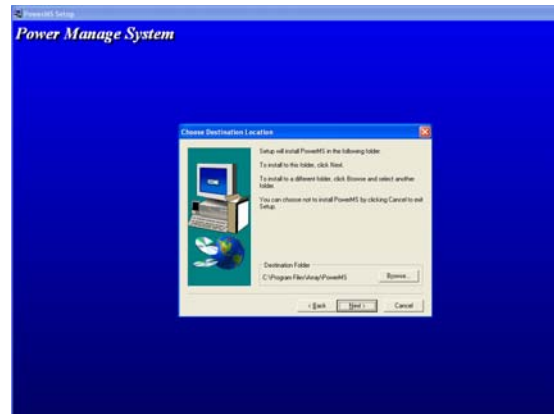 PowerMS Setup
Power Manage System
Choose Destination Location
Setup will install PowerMS in the following folder.
To install to this folder, click Next.
To install to a different folder, click Browse and select another
folder.
You can choose not to install PowerMS by clicking Cancel to exit
Setup.
Destination Folder
C:\Program Files\Array\PowerMS
Browse...
< Back
Next >
Cancel